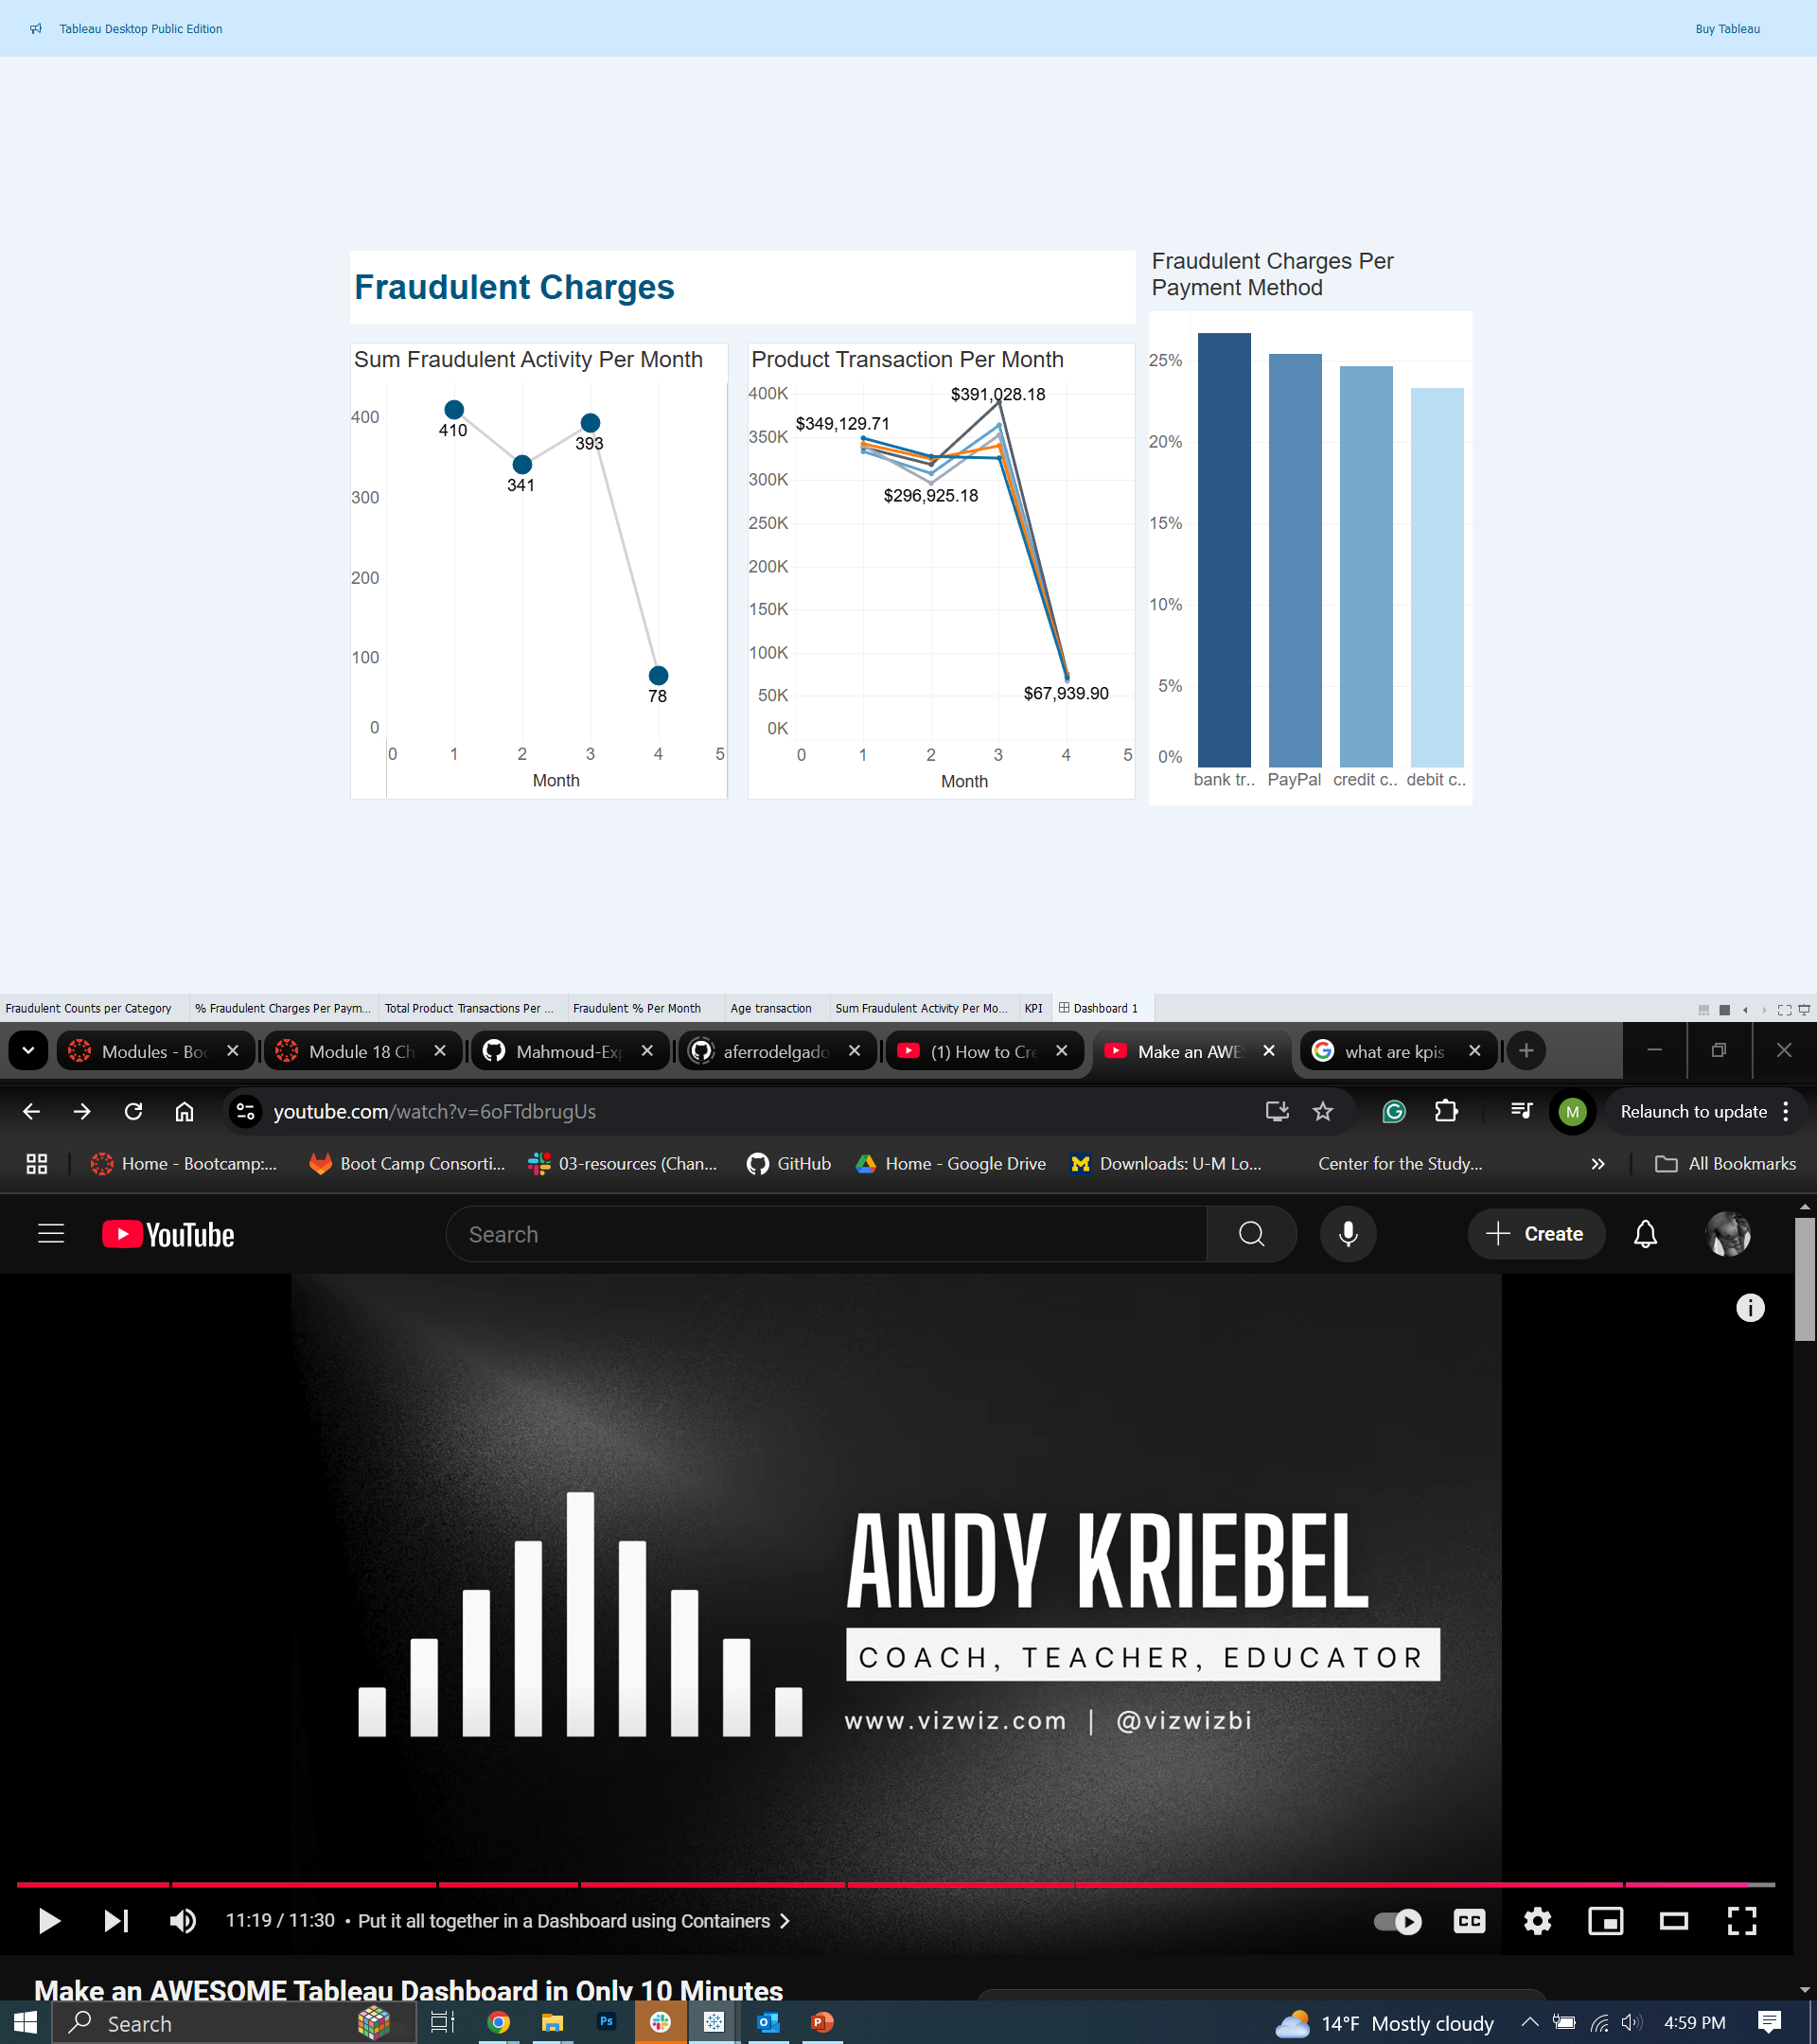 Tableau Desktop Public Edition
Buy Tableau
Fraudulent Charges
Fraudulent Charges Per
Payment Method
Sum Fraudulent Activity Per Month
400
300
200
100
0
410
341
393
78
0 1 2 3 4 5
Month
Product Transaction Per Month
400K
350K
300K
250K
200K
150K
100K
50K
0K
$349,129.71
$391,028.18
$296,925.18
$67,939.90
0 1 2 3 4 5
Month
25%
20%
15%
10%
5%
0%
bank tr.. PayPal credit c.. debit c..
Fraudulent Counts per Category
% Fraudulent Charges Per Paym...
Total Product Transactions Per ...
Fraudulent % Per Month
Age transaction
Sum Fraudulent Activity Per Mo...
KPI
Dashboard 1
Modules - Boo
Module 18 Ch
Mahmoud-Exp
aferrodelgado
(1) How to Cre
Make an AWE
what are kpis
youtube.com/watch?v=6oFTdbrugUs
M
Relaunch to update
Home - Bootcamp:...
Boot Camp Consorti...
03-resources (Chan...
GitHub
Home - Google Drive
Downloads: U-M Lo...
Center for the Study...
All Bookmarks
YouTube
Search
Create
ANDY KRIEBEL
COACH, TEACHER, EDUCATOR
www.vizwiz.com | @vizwizbi
11:19 / 11:30 • Put it all together in a Dashboard using Containers
CC
Make an AWESOME Tableau Dashboard in Only 10 Minutes
Search
Ps
14°F Mostly cloudy
4:59 PM